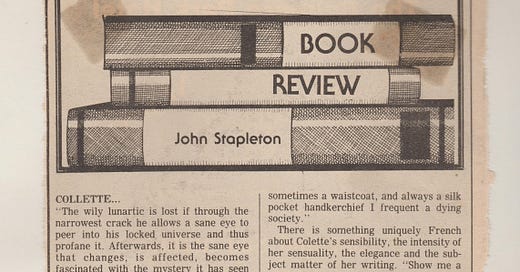 BOOK
REVIEW
John Stapleton
COLLETTE...
"The wily lunartic is lost if through the
narrowest crack he allows a sane eye to
peer into his locked universe and thus
profane it. Afterwards, it is the sane eye
that changes, is affected, becomes
fascinated with the mystery it has seen
sometimes a waistcoat, and always a silk
pocket handkerchief I frequent a dying
society."
There is something uniquely French
about Colette's sensibility, the intensity of
her sensuality, the elegance and the sub-
ject matter of her writing. "Show me a